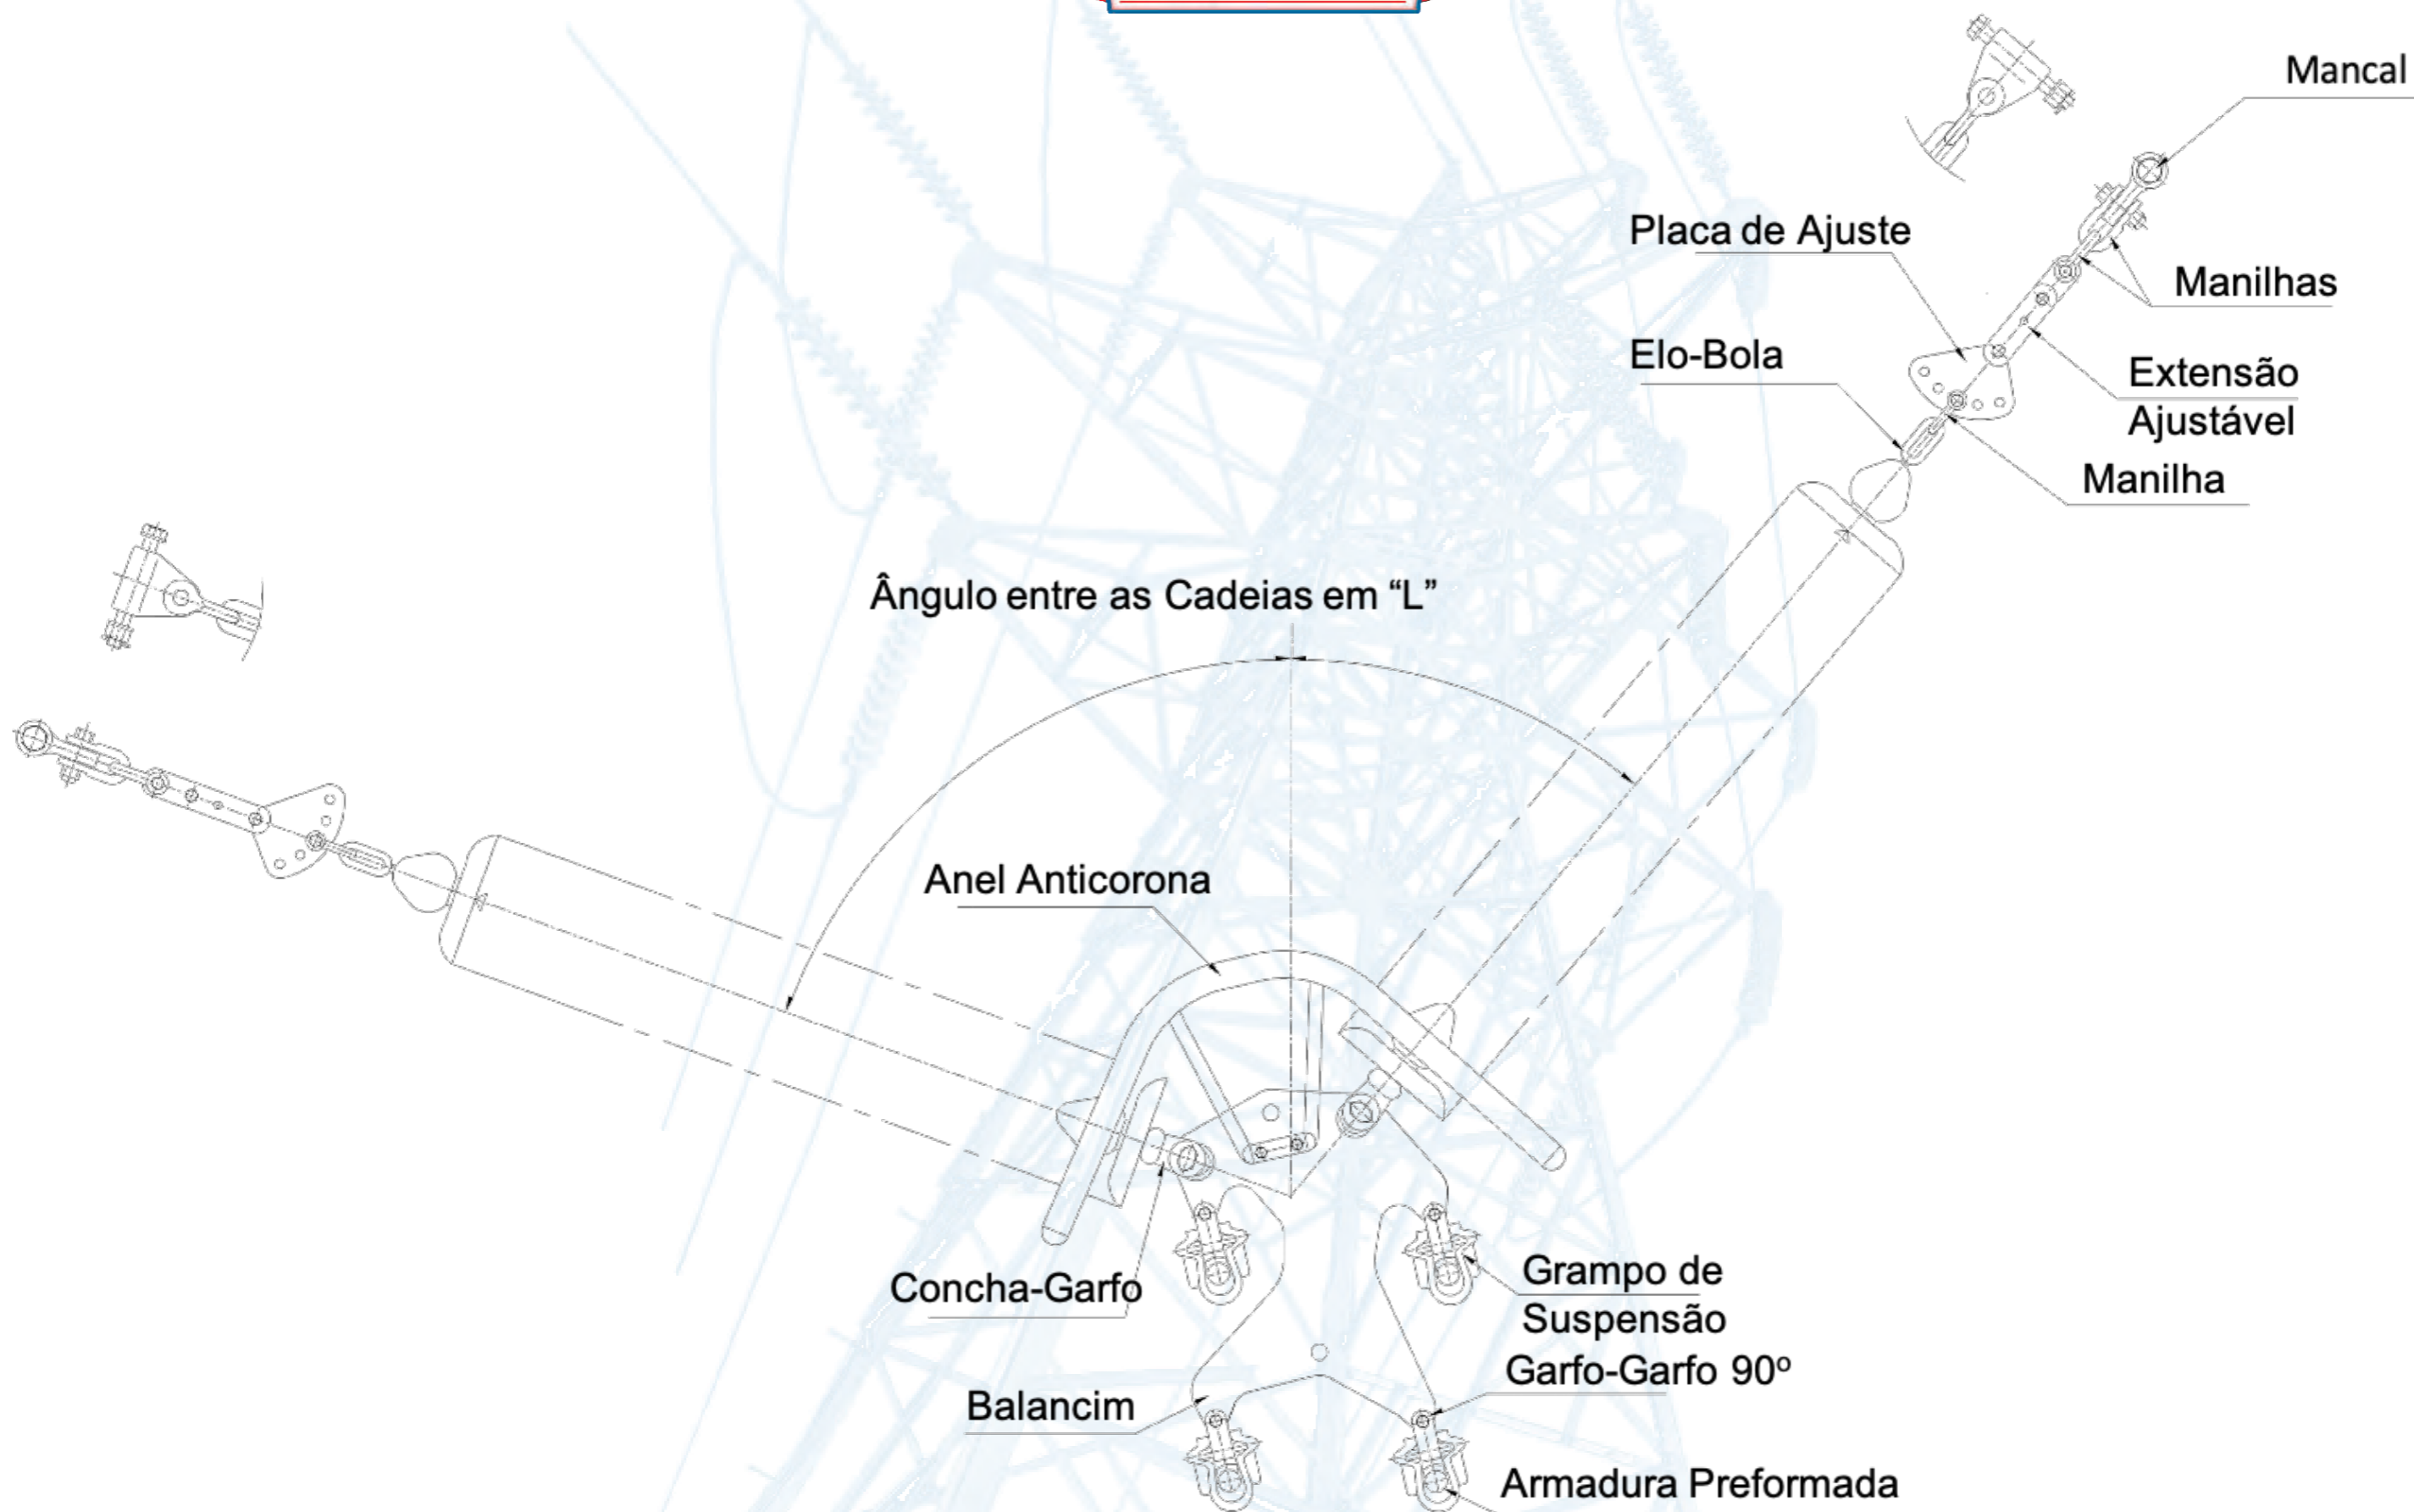 Mancal
Placa de Ajuste
Manilhas
Elo-Bola
Extensão
Ajustável
Manilha
Ângulo entre as Cadeias em “L”
Anel Anticorona
Concha-Garfo
Grampo de
Suspensão
Garfo-Garfo 90º
Balancim
Armadura Preformada